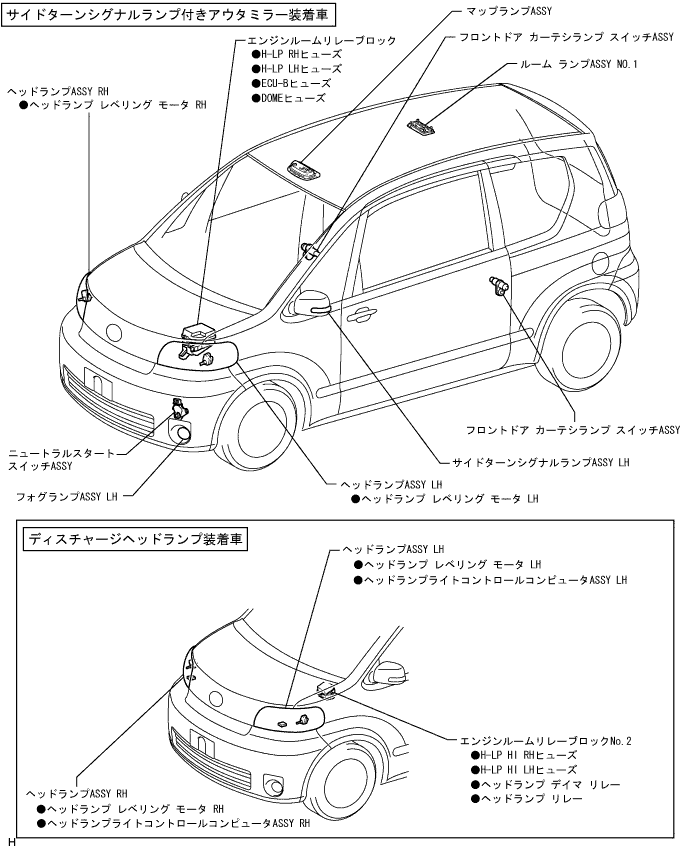 サイドターンシグナルランプ付きアウタミラー装着車
マップランプASSY
フロントドア カーテシランプ スイッチASSY
ルーム ランプASSY NO.1
エンジンルームリレーブロック
●H-LP RHヒューズ
●H-LP LHヒューズ
●ECU-Bヒューズ
●DOMEヒューズ
ヘッドランプASSY RH
●ヘッドランプ レベリング モータ RH
フロントドア カーテシランプ スイッチASSY
ニュートラルスタート
スイッチASSY
サイドターンシグナルランプASSY LH
フォグランプASSY LH
ヘッドランプASSY LH
●ヘッドランプ レベリング モータ LH
ディスチャージヘッドランプ装着車
ヘッドランプASSY LH
●ヘッドランプ レベリング モータ LH
●ヘッドランプライトコントロールコンピュータASSY LH
エンジンルームリレーブロックNo.2
●H-LP HI RHヒューズ
●H-LP HI LHヒューズ
●ヘッドランプ デイマ リレー
●ヘッドランプ リレー
ヘッドランプASSY RH
●ヘッドランプ レベリング モータ RH
●ヘッドランプライトコントロールコンピュータASSY RH
H